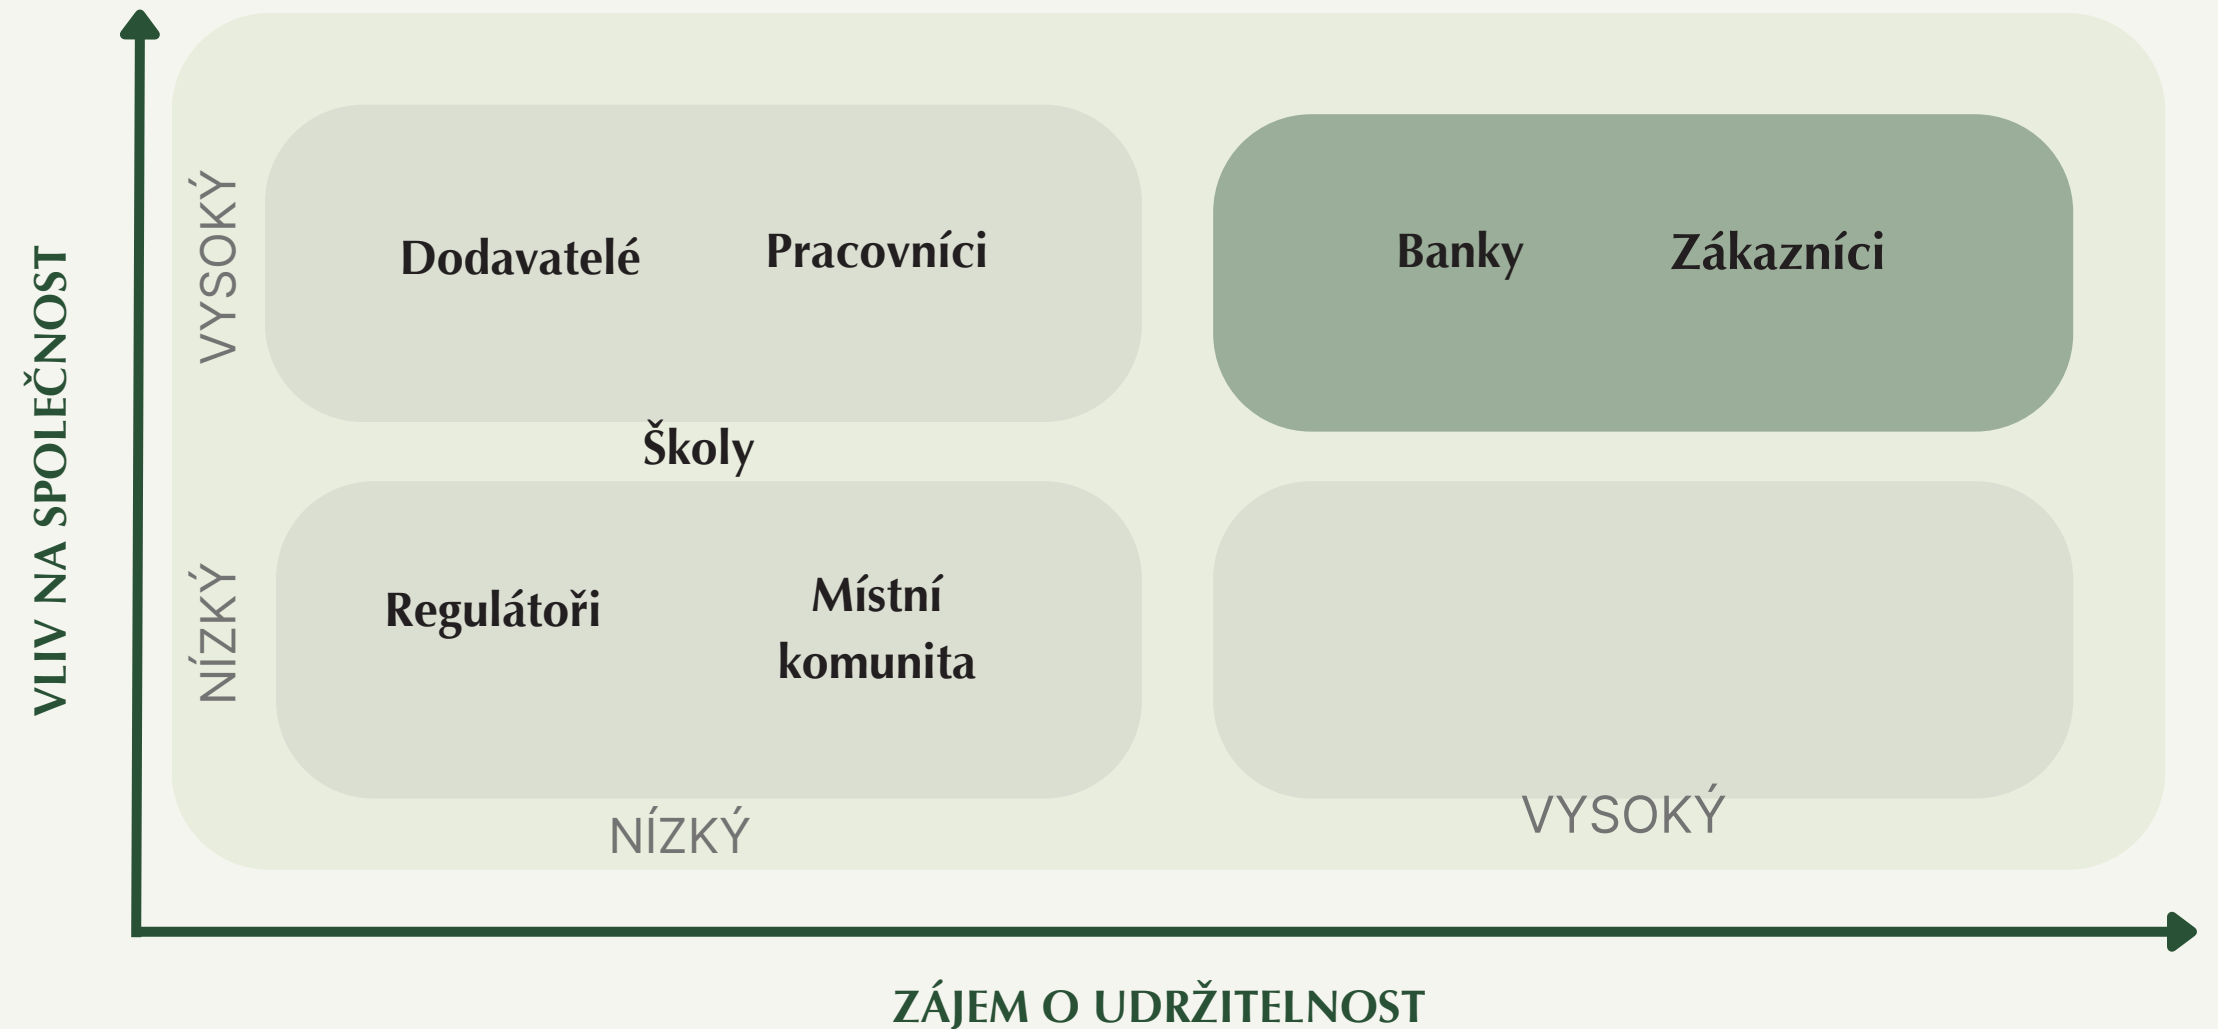 VLIV NA SPOLEČNOST
VYSOKÝ
Dodavatelé
Pracovníci
Banky
Zákazníci
Školy
NÍZKÝ
Regulátoři
Místní
komunita
NÍZKÝ
VYSOKÝ
ZÁJEM O UDRŽITELNOST